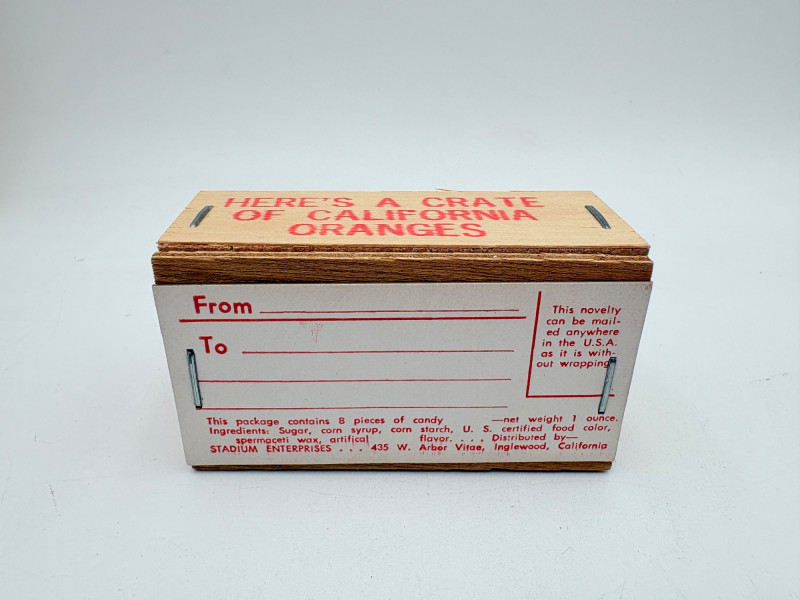 HERE'S A CRATE
OF CALIFORNIA
ORANGES
From
To
This novelty
can be mail-
ed anywhere
in the U.S.A.
as it is with-
out wrapping
This package contains 8 pieces of candy —net weight 1 ounce.
Ingredients: Sugar, corn syrup, corn starch, U. S. certified food color,
spermaceti wax, artifical flavor. . . . Distributed by—
STADIUM ENTERPRISES . . . 435 W. Arbor Vitae, Inglewood, California